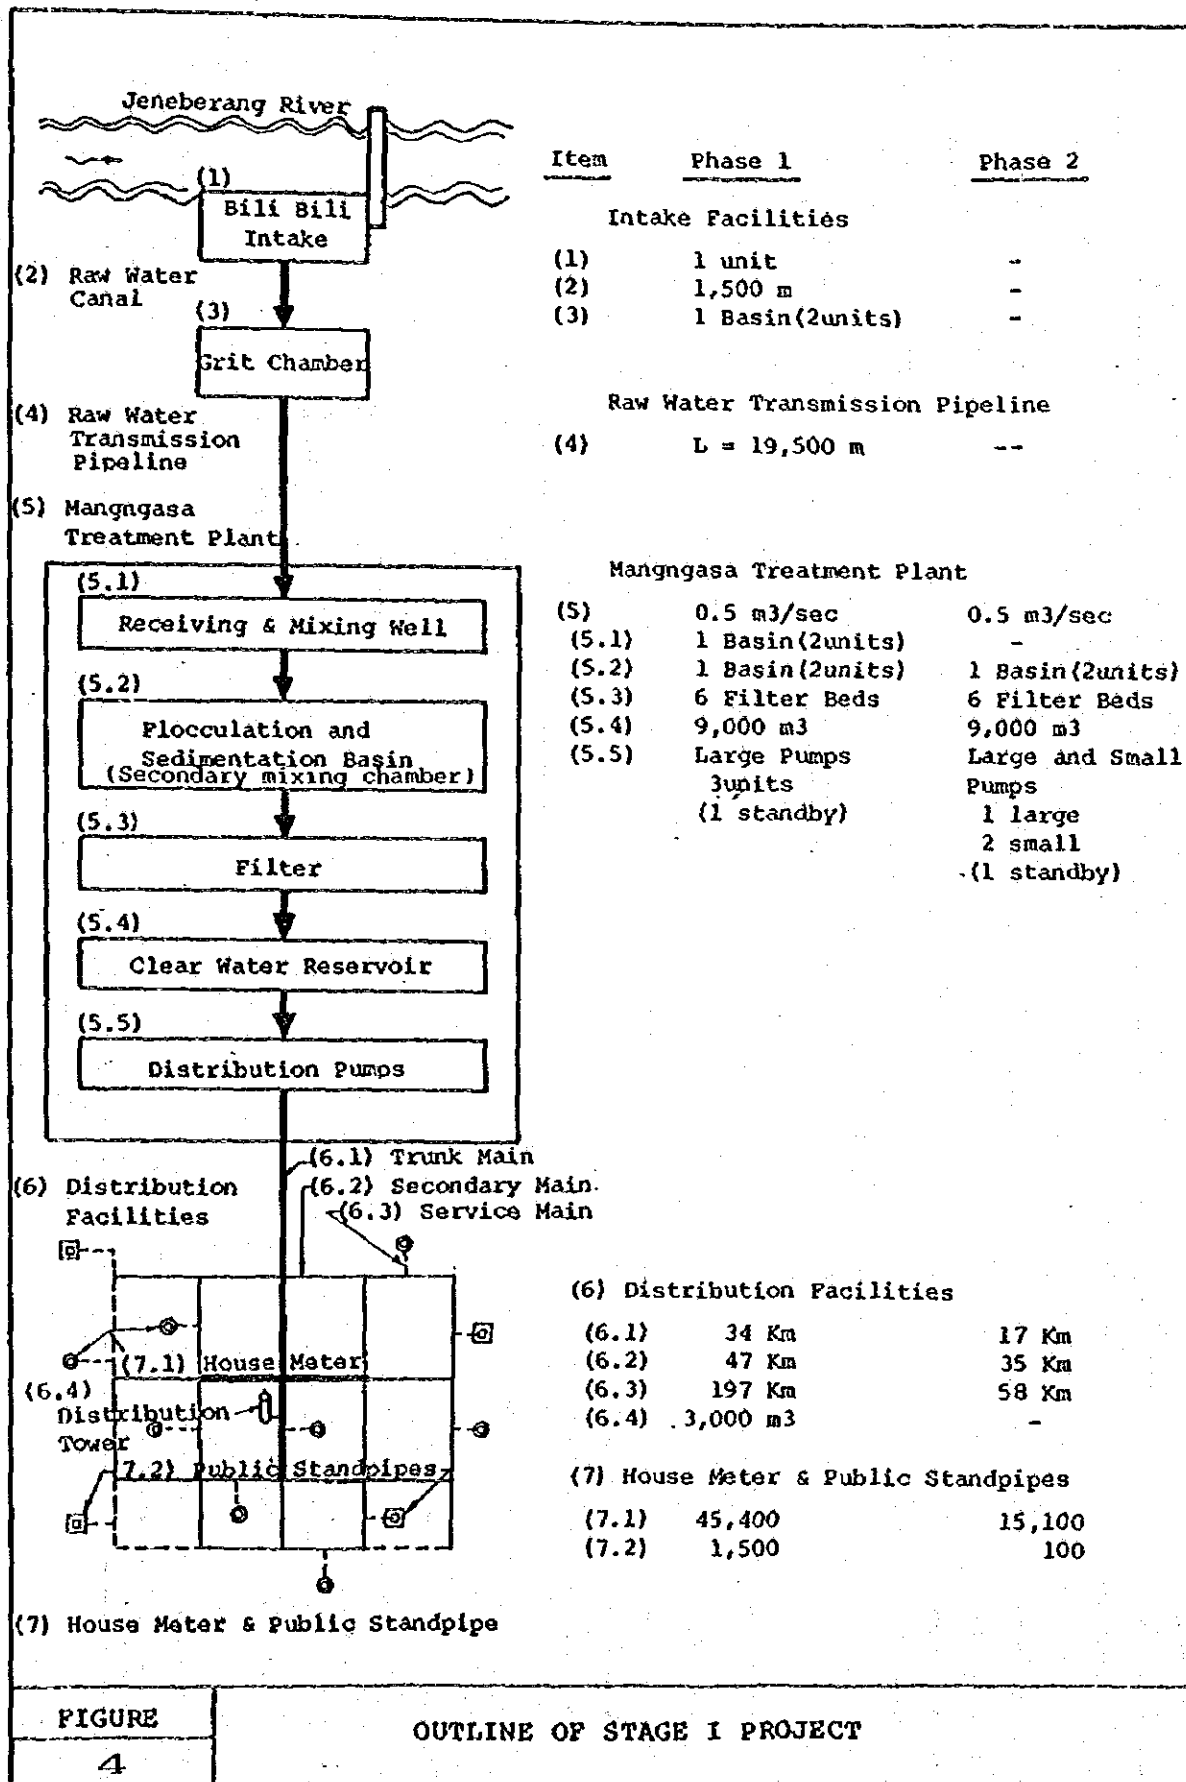 Jeneberang River
(1)
Bili Bili
Intake
(2) Raw Water
Canal
(3)
Grit Chamber
(4) Raw Water
Transmission
Pipeline
(5) Mangngasa
Treatment Plant
(5.1)
Receiving & Mixing Well
(5.2)
Flocculation and
Sedimentation Basin
(Secondary mixing chamber)
(5.3)
Filter
(5.4)
Clear Water Reservoir
(5.5)
Distribution Pumps
(6.1) Trunk Main
(6) Distribution
Facilities
(6.2) Secondary Main
(6.3) Service Main
(7.1) House Meter
(6.4)
Distribution
Tower
7.2) Public Standpipes
(7) House Meter & Public Standpipe
Item Phase 1 Phase 2
Intake Facilities
(1) 1 unit -
(2) 1,500 m -
(3) 1 Basin(2units) -
Raw Water Transmission Pipeline
(4) L = 19,500 m --
Mangngasa Treatment Plant
(5) 0.5 m3/sec 0.5 m3/sec
(5.1) 1 Basin(2units) -
(5.2) 1 Basin(2units) 1 Basin(2units)
(5.3) 6 Filter Beds 6 Filter Beds
(5.4) 9,000 m3 9,000 m3
(5.5) Large Pumps Large and Small
3units Pumps
(1 standby) 1 large
2 small
(1 standby)
(6) Distribution Facilities
(6.1) 34 Km 17 Km
(6.2) 47 Km 35 Km
(6.3) 197 Km 58 Km
(6.4) 3,000 m3 -
(7) House Meter & Public Standpipes
(7.1) 45,400 15,100
(7.2) 1,500 100
FIGURE
4
OUTLINE OF STAGE I PROJECT